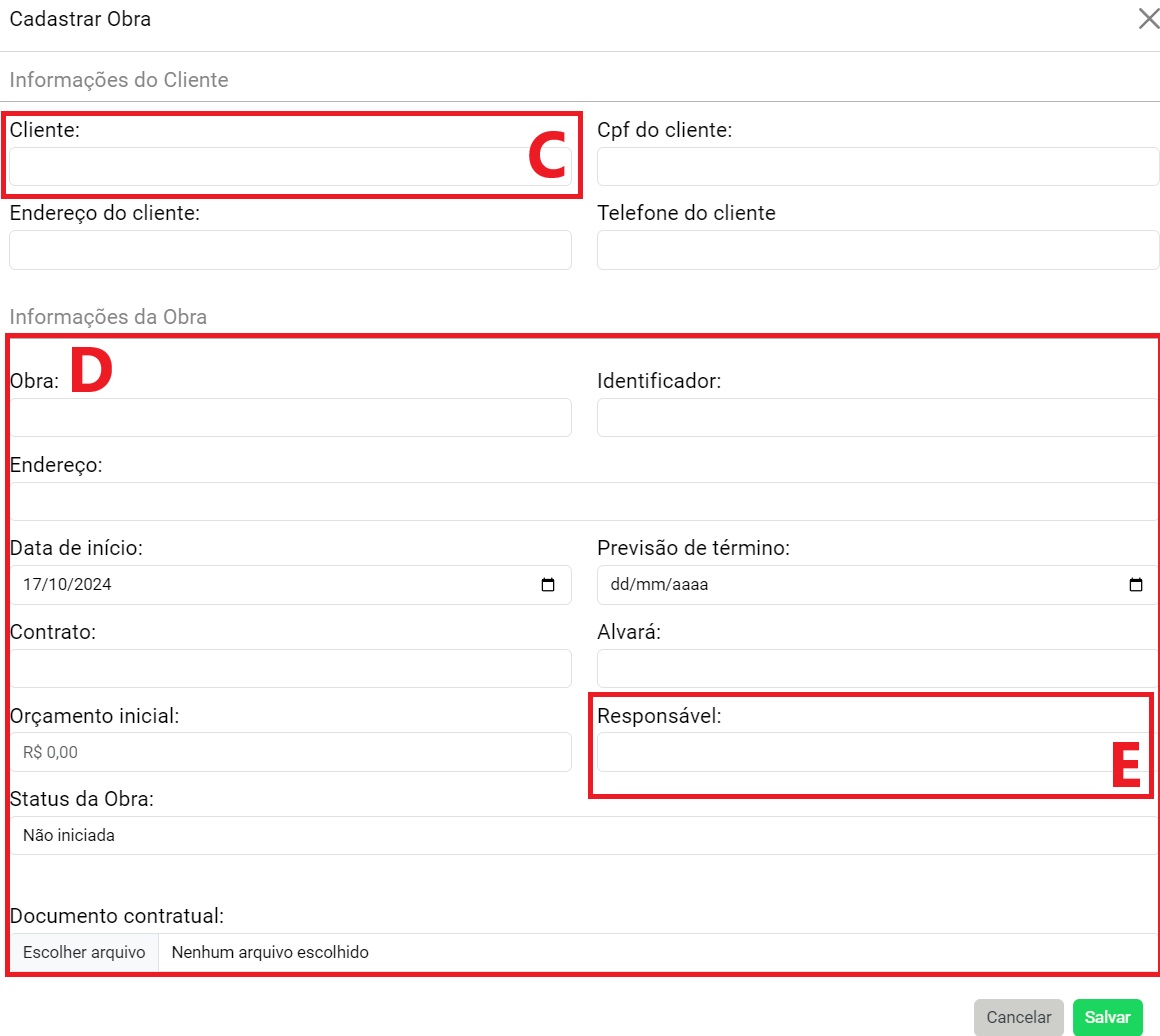 Cadastrar Obra
Informações do Cliente
Cliente:
C
Cpf do cliente:
Endereço do cliente:
Telefone do cliente
Informações da Obra
Obra:
D
Identificador:
Endereço:
Data de início:
17/10/2024
Previsão de término:
dd/mm/aaaa
Contrato:
Alvará:
Orçamento inicial:
R$ 0,00
Responsável:
E
Status da Obra:
Não iniciada
Documento contratual:
Escolher arquivo Nenhum arquivo escolhido
Cancelar
Salvar